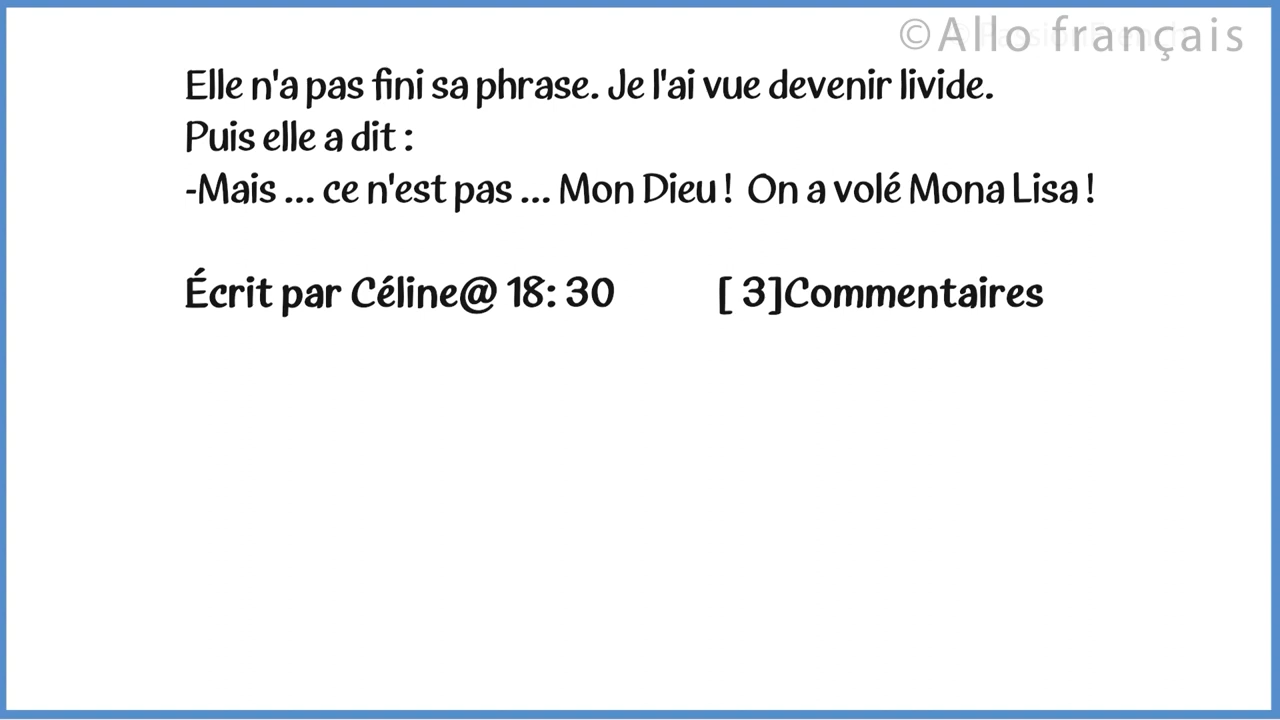 ©Allo français
Elle n'a pas fini sa phrase. Je l'ai vue devenir livide.
Puis elle a dit :
-Mais ... ce n'est pas ... Mon Dieu ! On a volé Mona Lisa !
Écrit par Céline@ 18: 30 [ 3]Commentaires